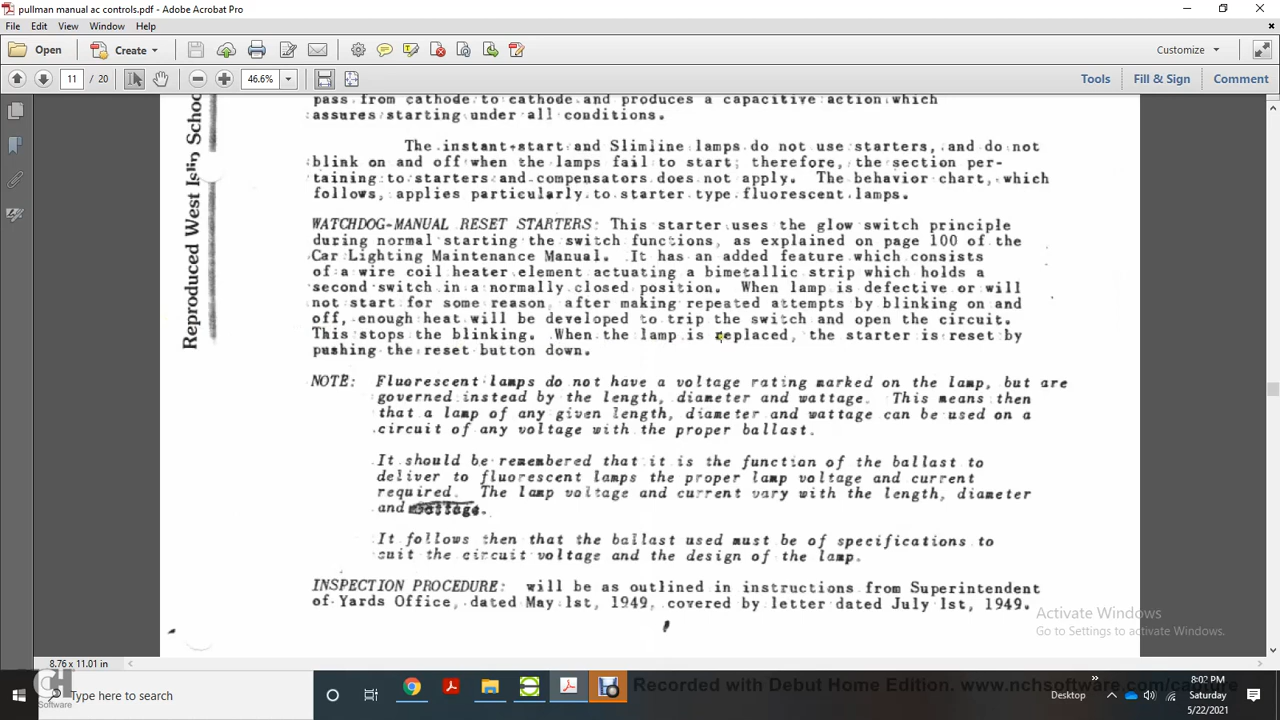 pullman manual ac controls.pdf - Adobe Acrobat Pro
File Edit View Window Help
Open Create Customize
11 / 20 46.6% Tools Fill & Sign Comment
pass from cathode to cathode and produces a capacitive action which
assures starting under all conditions.
The instant-start and Slimline lamps do not use starters, and do not
blink on and off when the lamps fail to start; therefore, the section per-
taining to starters and compensators does not apply. The behavior chart, which
follows, applies particularly to starter type fluorescent lamps.
WATCHDOG-MANUAL RESET STARTERS: This starter uses the glow switch principle
during normal starting the switch functions, as explained on page 100 of the
Car Lighting Maintenance Manual. It has an added feature which consists
of a wire coil heater element actuating a bimetallic strip which holds a
second switch in a normally closed position. When lamp is defective or will
not start for some reason, after making repeated attempts by blinking on and
off, enough heat will be developed to trip the switch and open the circuit.
This stops the blinking. When the lamp is replaced, the starter is reset by
pushing the reset button down.
NOTE: Fluorescent lamps do not have a voltage rating marked on the lamp, but are
governed instead by the length, diameter and wattage. This means then
that a lamp of any given length, diameter and wattage can be used on a
circuit of any voltage with the proper ballast.
It should be remembered that it is the function of the ballast to
deliver to fluorescent lamps the proper lamp voltage and current
required. The lamp voltage and current vary with the length, diameter
and wattage.
It follows then that the ballast used must be of specifications to
suit the circuit voltage and the design of the lamp.
INSPECTION PROCEDURE: will be as outlined in instructions from Superintendent
of Yards Office, dated May 1st, 1949, covered by letter dated July 1st, 1949.
Reproduced West Islip Schoo
Activate Windows
Go to Settings to activate Windows.
8.76 x 11.01 in
Software
Type here to search
Recorded with Debut Home Edition. www.nchsoftware.com/capture
Desktop
8:02 PM
Saturday
5/22/2021